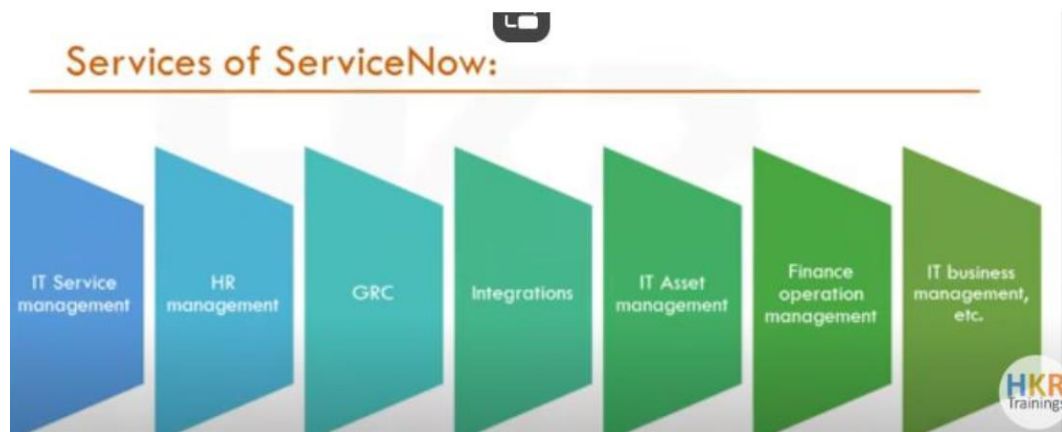 Services of ServiceNow:
IT Service
management
HR
management
GRC
Integrations
IT Asset
management
Finance
operation
management
IT business
management,
etc.
HKR
Trainings